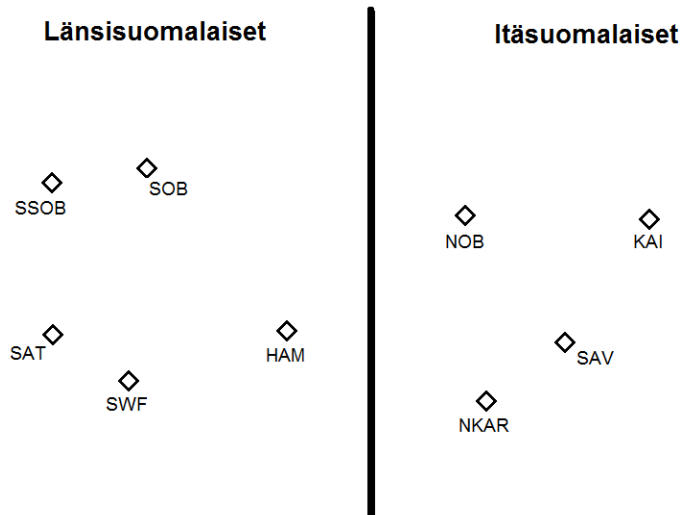 Länsisuomalaiset
Itäsuomalaiset
SOB
SSOB
NOB
KAI
SAT
HAM
SAV
SWF
NKAR